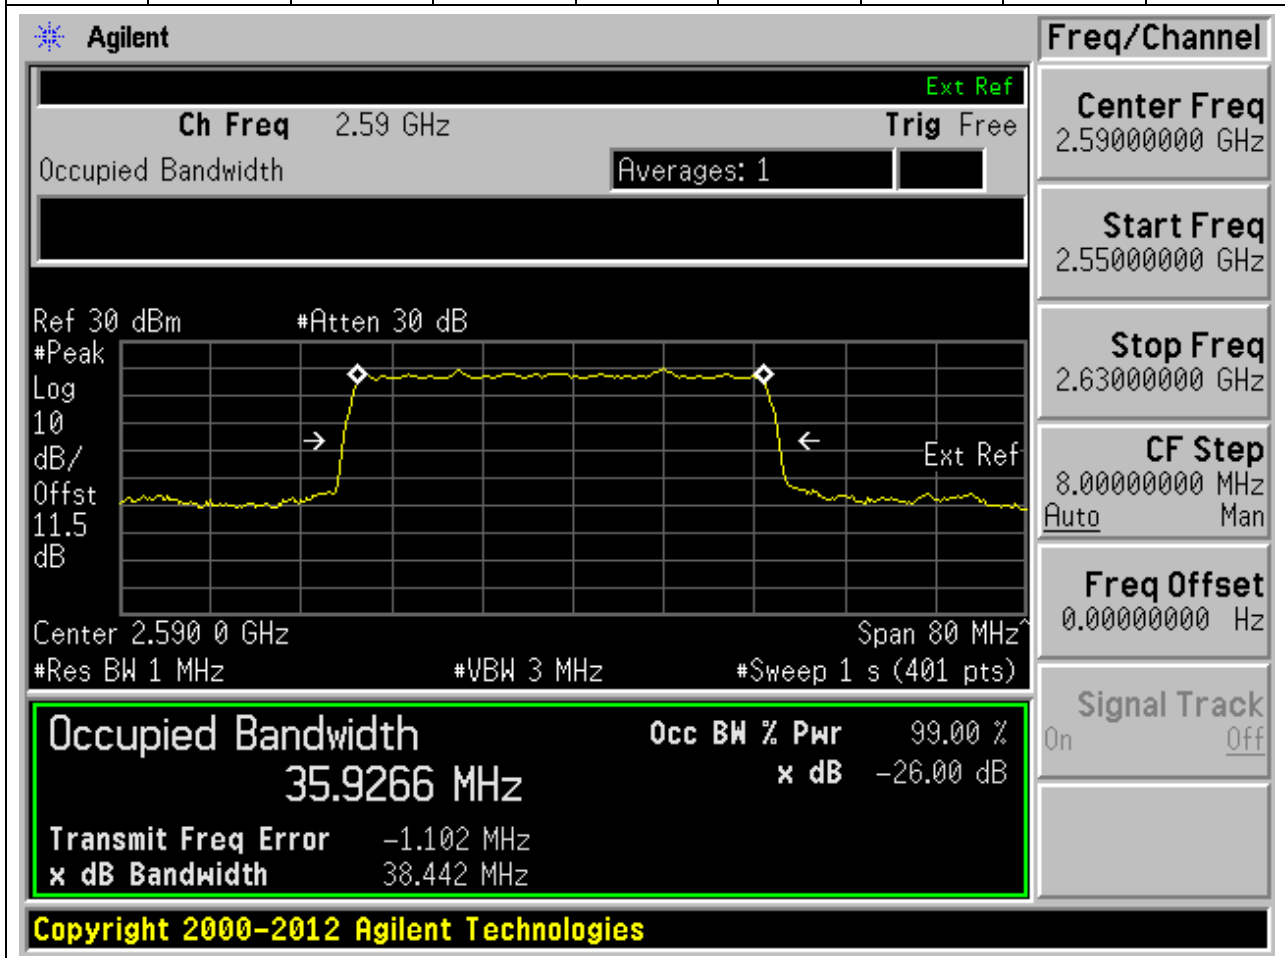 Agilent
Freq/Channel
Ext Ref
Ch Freq 2.59 GHz Trig Free
Occupied Bandwidth Averages: 1
Center Freq
2.59000000 GHz
Start Freq
2.55000000 GHz
Stop Freq
2.63000000 GHz
CF Step
8.00000000 MHz
Auto Man
Freq Offset
0.00000000 Hz
Signal Track
On Off
Ref 30 dBm #Atten 30 dB
#Peak
Log
10
dB/
Offst
11.5
dB
Ext Ref
Center 2.590 0 GHz Span 80 MHz^
#Res BW 1 MHz #VBW 3 MHz #Sweep 1 s (401 pts)
Occupied Bandwidth
35.9266 MHz
Occ BW % Pwr 99.00 %
x dB -26.00 dB
Transmit Freq Error -1.102 MHz
x dB Bandwidth 38.442 MHz
Copyright 2000-2012 Agilent Technologies